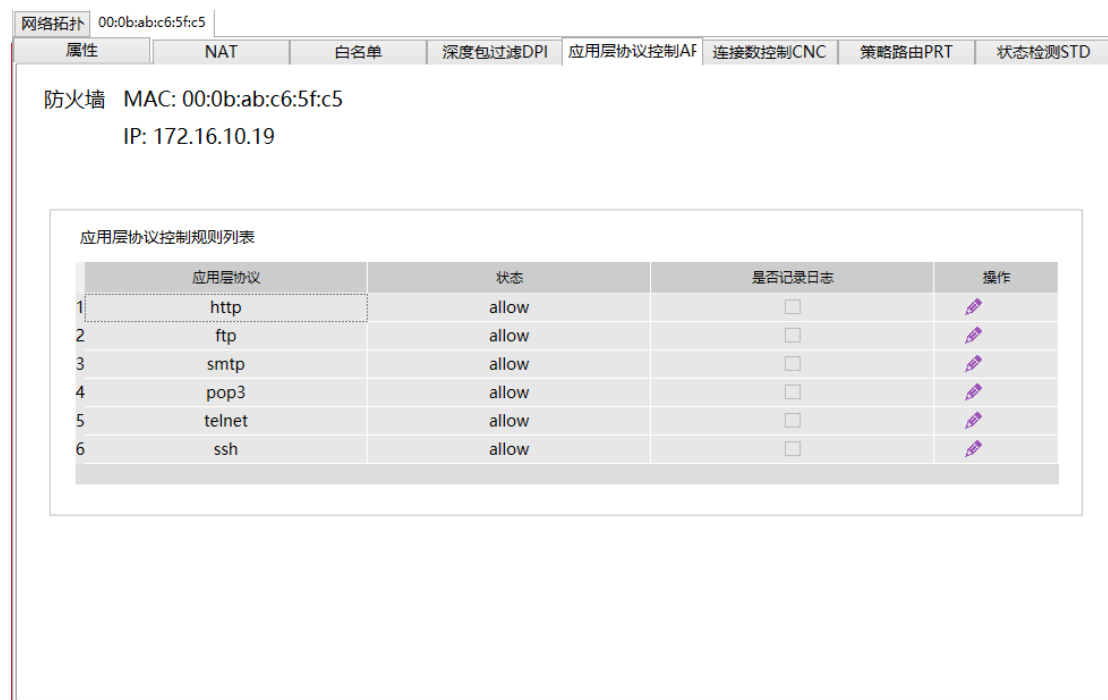 网络拓扑 00:0b:ab:c6:5f:c5
属性 NAT 白名单 深度包过滤DPI 应用层协议控制AP 连接数控制CNC 策略路由PRT 状态检测STD
防火墙 MAC: 00:0b:ab:c6:5f:c5
IP: 172.16.10.19
应用层协议控制规则列表
应用层协议 状态 是否记录日志 操作
1 http allow
2 ftp allow
3 smtp allow
4 pop3 allow
5 telnet allow
6 ssh allow